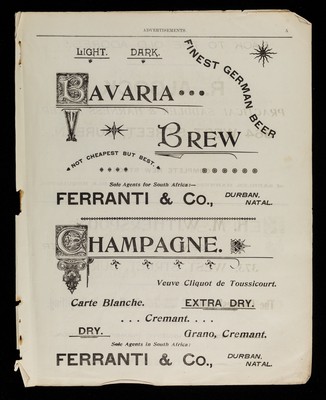 ADVERTISEMENTS
LIGHT. DARK.
FINEST GERMAN BEER
BAVARIA
BREW
NOT CHEAPEST BUT BEST.
Sole Agents for South Africa:—
FERRANTI & Co., DURBAN, NATAL.
CHAMPAGNE.
Veuve Cliquot de Toussicourt.
Carte Blanche. EXTRA DRY.
. . . Cremant. . . .
DRY. Grano, Cremant.
Sole Agents in South Africa:
FERRANTI & Co., DURBAN, NATAL.